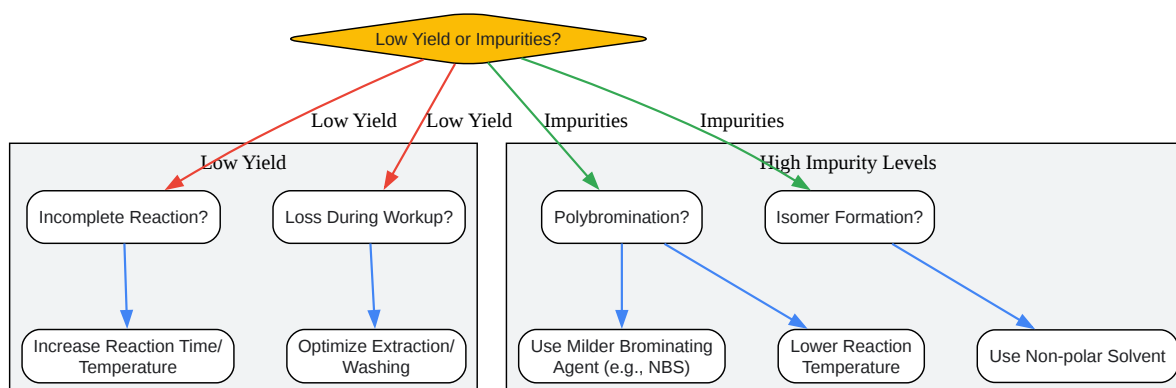 Low Yield or Impurities?
Low Yield
Low Yield
Impurities
Impurities
Low Yield
High Impurity Levels
Incomplete Reaction?
Loss During Workup?
Polybromination?
Isomer Formation?
Increase Reaction Time/
Temperature
Optimize Extraction/
Washing
Use Milder Brominating
Agent (e.g., NBS)
Lower Reaction
Temperature
Use Non-polar Solvent